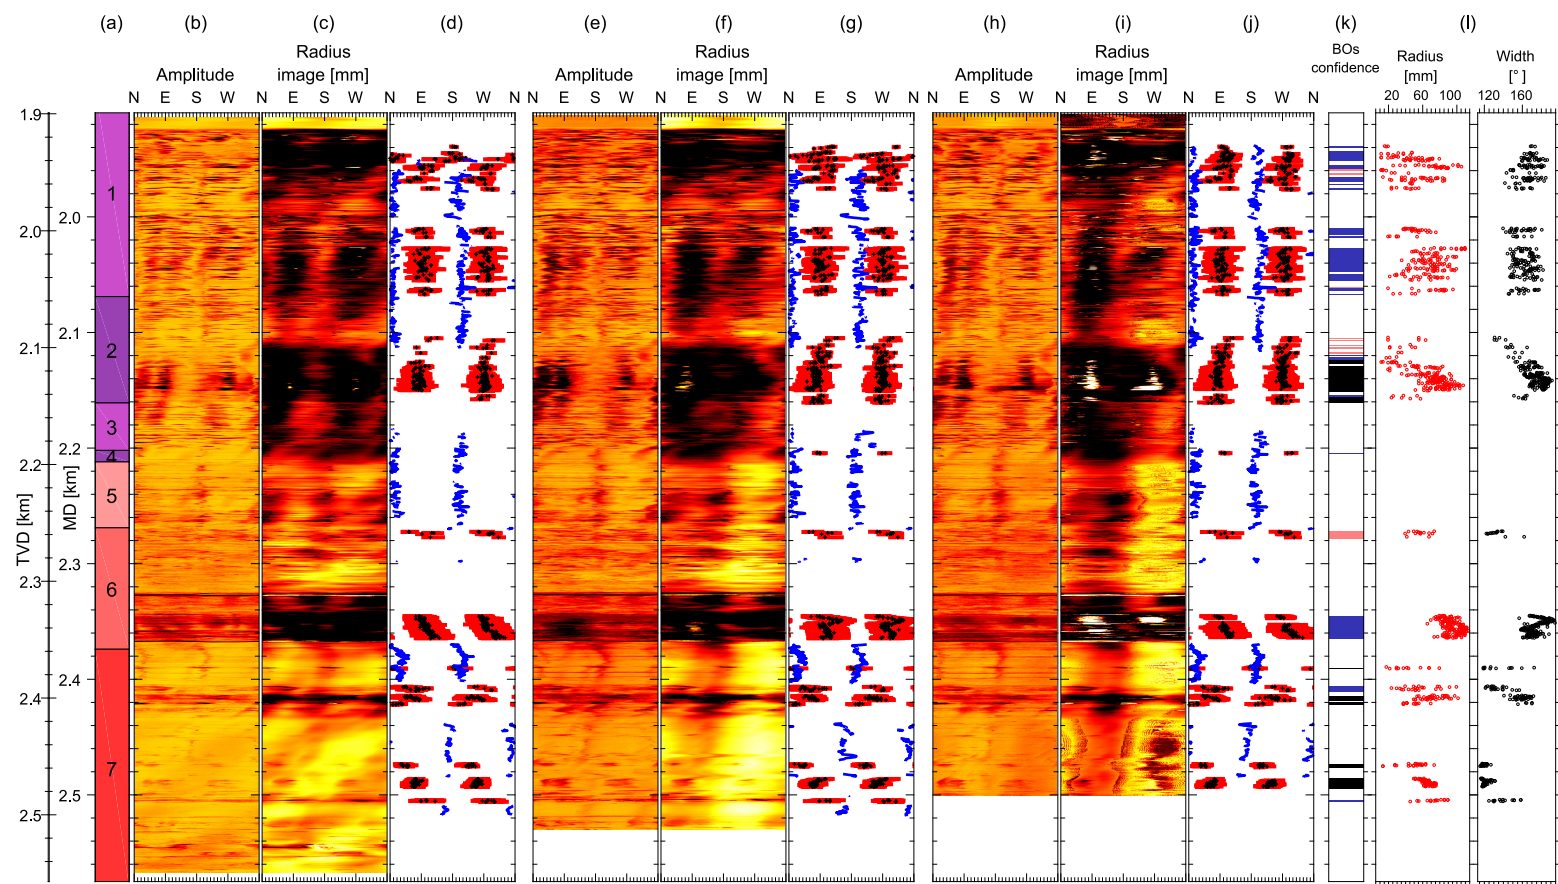 (a) (b) (c) (d) (e) (f) (g) (h) (i) (j) (k) (l)
Radius Radius Radius BOs
Amplitude image [mm] Amplitude image [mm] Amplitude image [mm] confidence Radius Width
[mm] [°]
N E S W N E S W N E S W N N E S W N E S W N E S W N N E S W N E S W N E S W N 20 60 100 120 160
1.9
1
2.0
2.0
2
2.1
2.1
3
2.2
4
2.2
5
2.3
2.3
6
2.4
2.4
7
2.5
2.5
TVD [km]
MD [km]